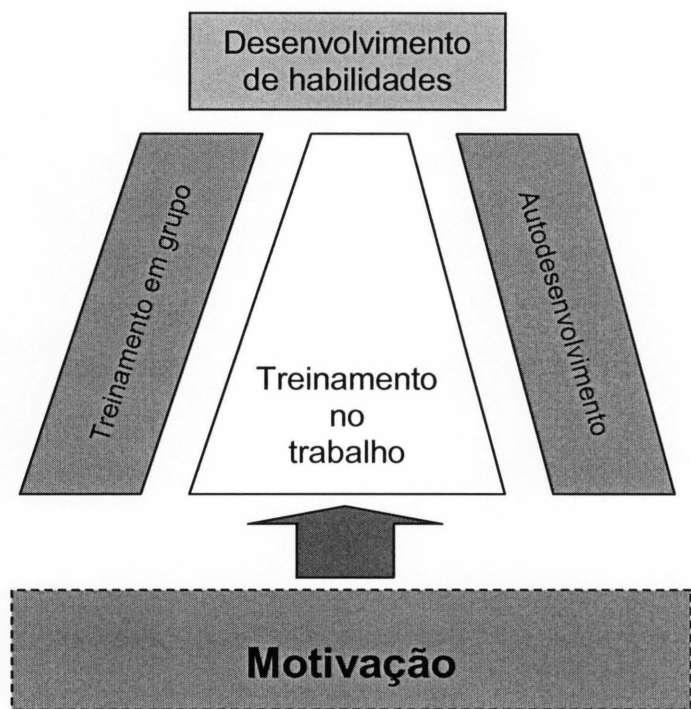 Desenvolvimento
de habilidades
Treinamento em grupo
Treinamento
no
trabalho
Autodesenvolvimento
Motivação